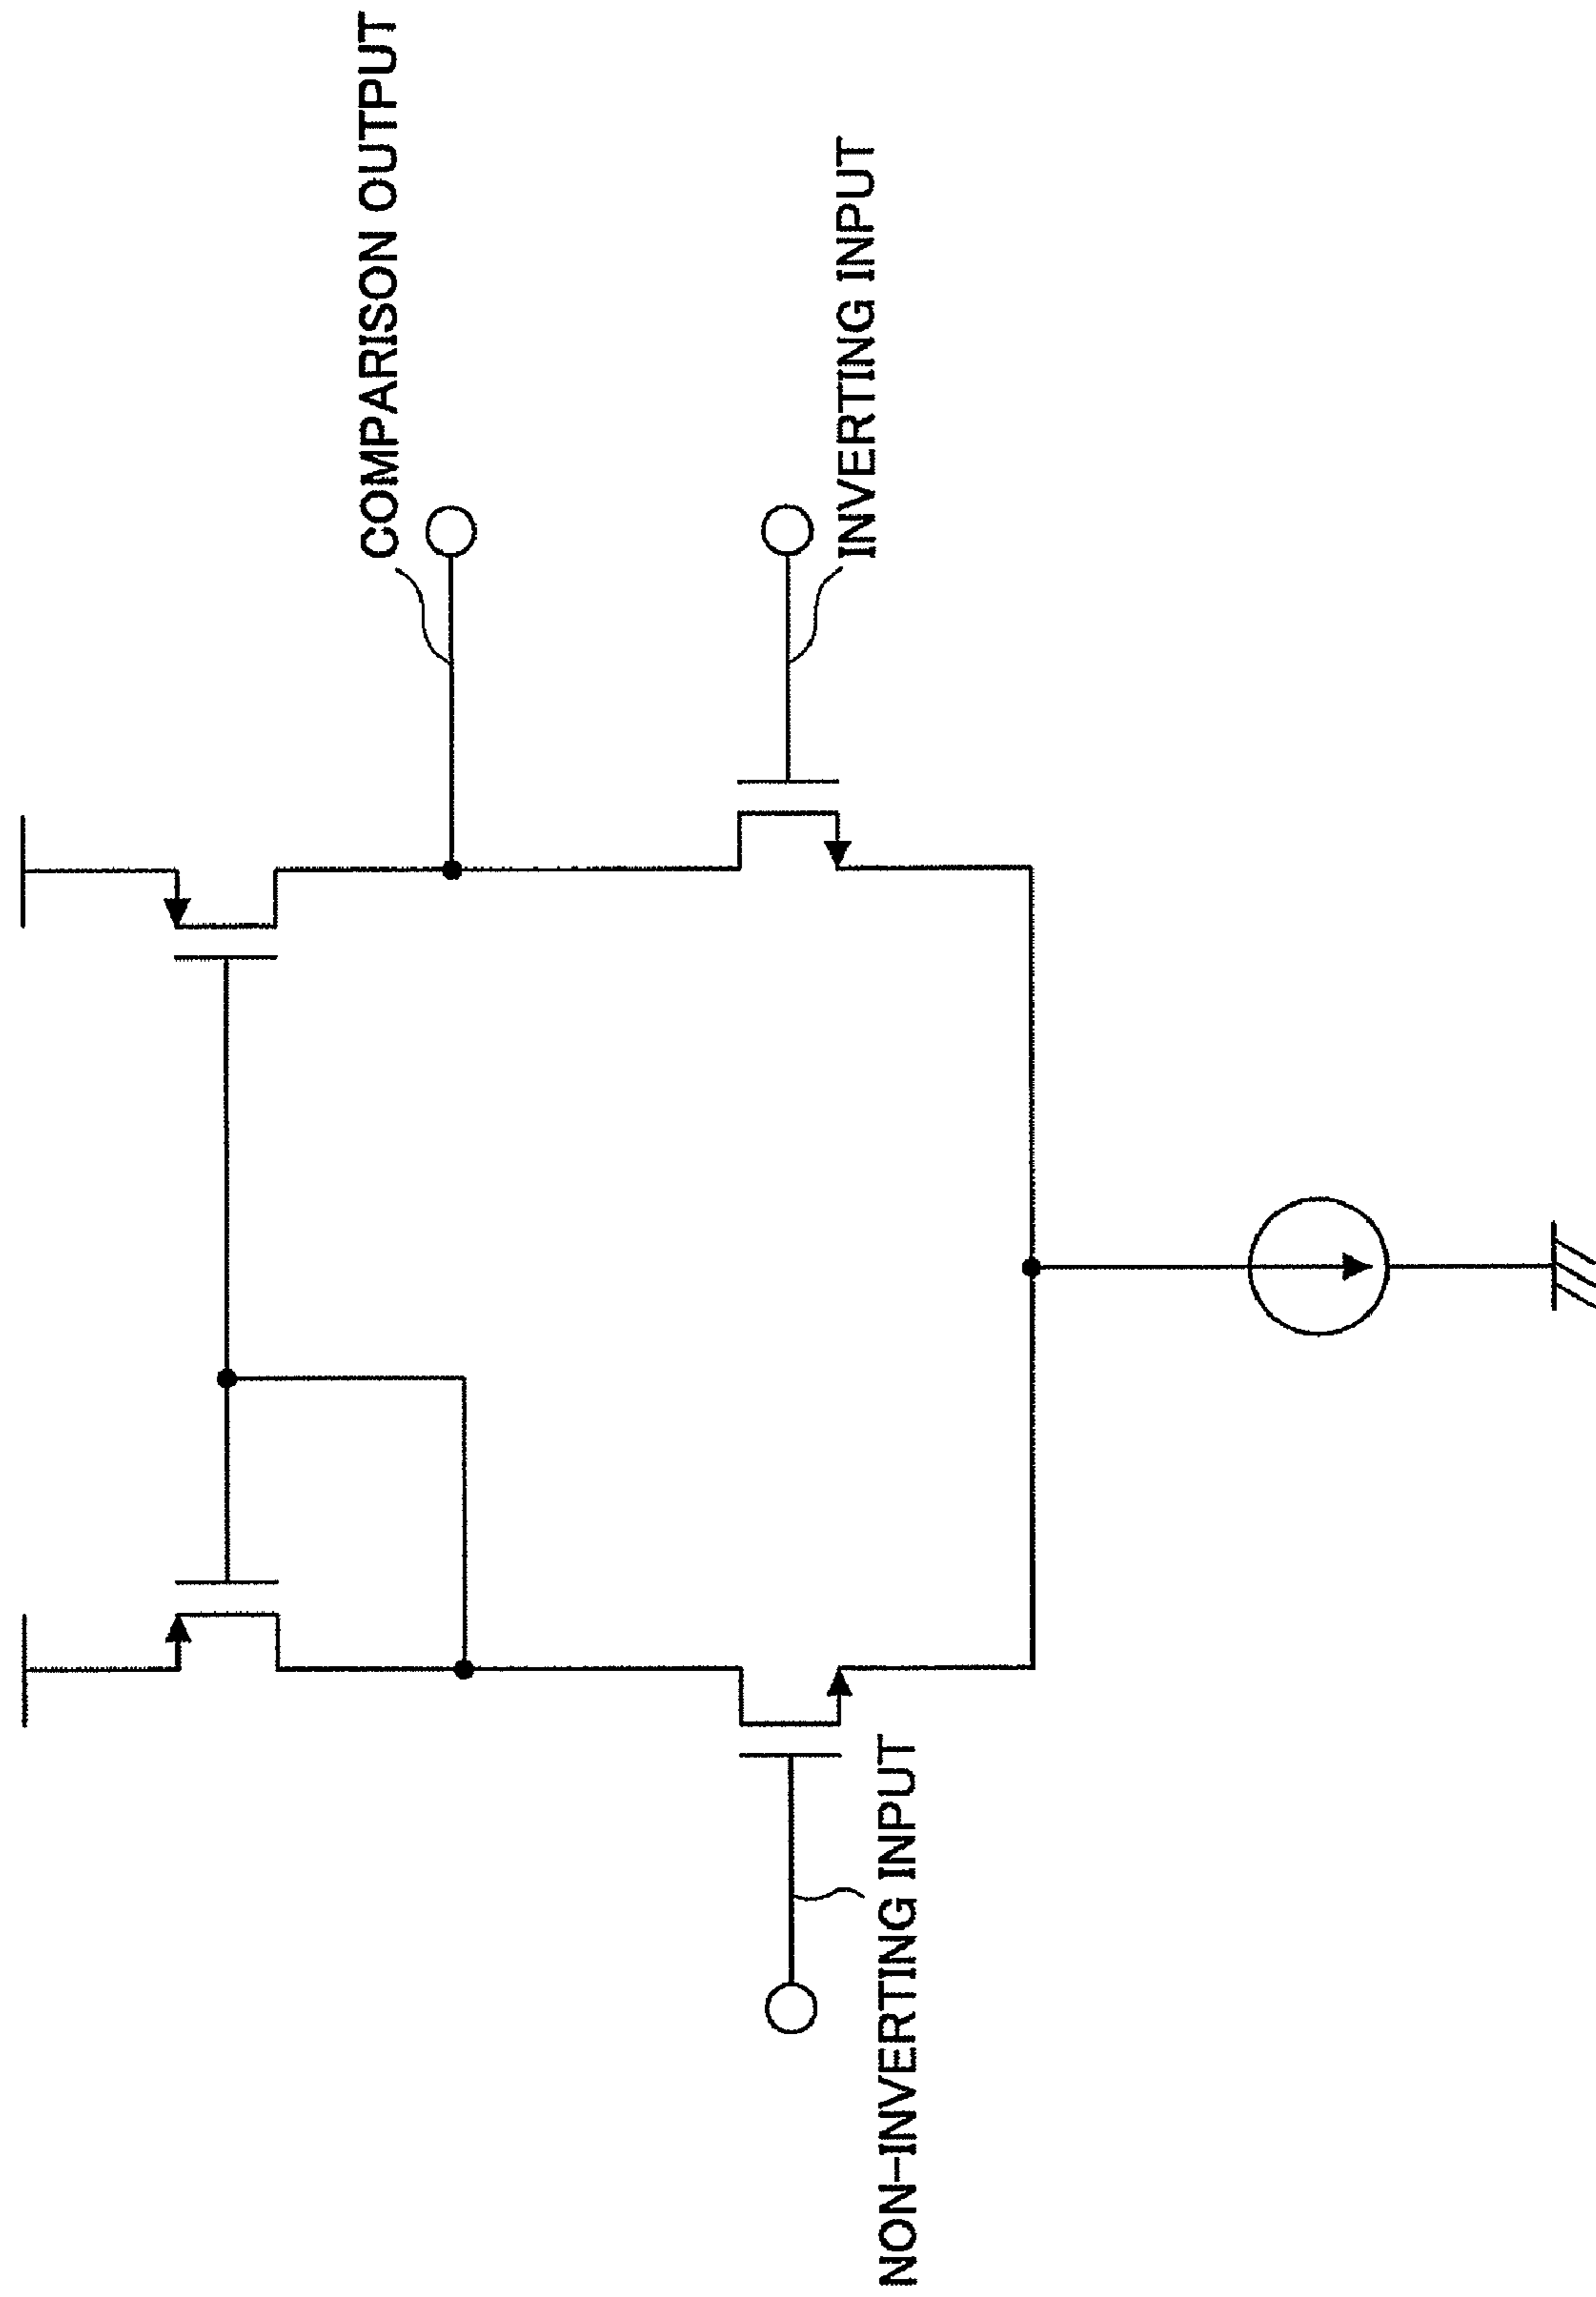 COMPARISON OUTPUT
INVERTING INPUT
NON-INVERTING INPUT